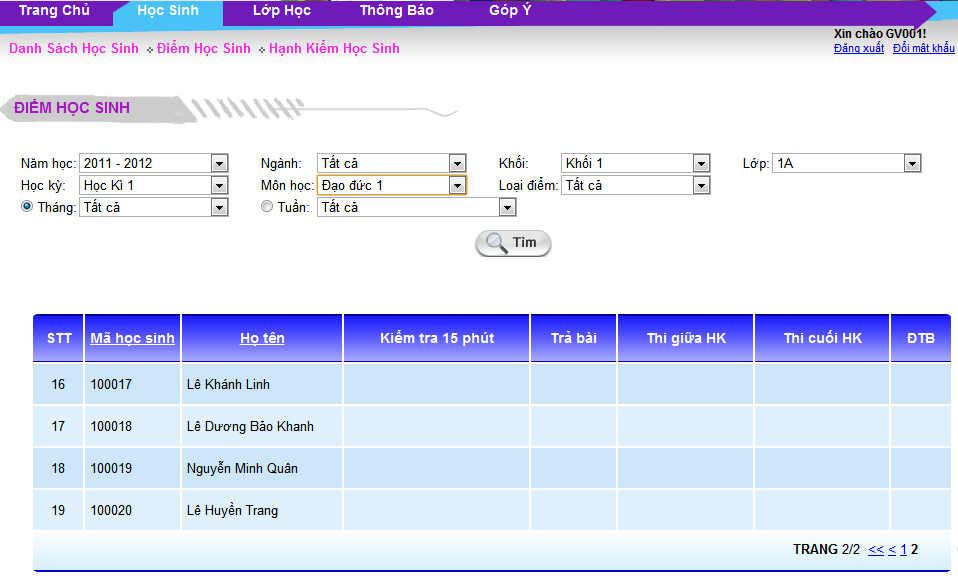 Trang Chủ Học Sinh Lớp Học Thông Báo Góp Ý
Xin chào GV001!
Đăng xuất Đổi mật khẩu
Danh Sách Học Sinh Điểm Học Sinh Hạnh Kiểm Học Sinh
ĐIỂM HỌC SINH
Năm học: 2011 - 2012 Ngành: Tất cả Khối: Khối 1 Lớp: 1A
Học kỳ: Học Kì 1 Môn học: Đạo đức 1 Loại điểm: Tất cả
Tháng: Tất cả Tuần: Tất cả
Tìm
STT Mã học sinh Họ tên Kiểm tra 15 phút Trả bài Thi giữa HK Thi cuối HK ĐTB
16 100017 Lê Khánh Linh
17 100018 Lê Dương Bảo Khanh
18 100019 Nguyễn Minh Quân
19 100020 Lê Huyền Trang
TRANG 2/2 << < 1 2